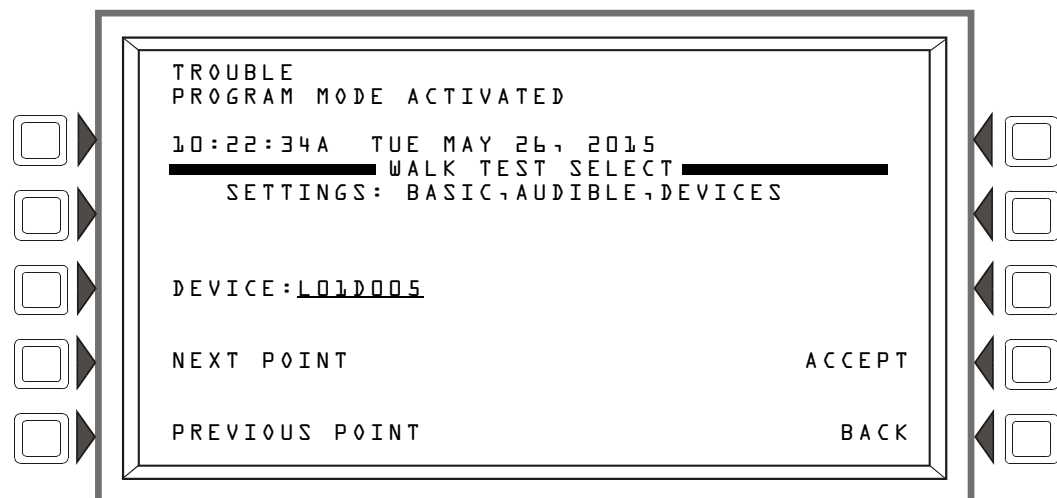 TROUBLE
PROGRAM MODE ACTIVATED
10:22:34A TUE MAY 26, 2015
WALK TEST SELECT
SETTINGS: BASIC,AUDIBLE,DEVICES
DEVICE:L01D005
NEXT POINT ACCEPT
PREVIOUS POINT BACK